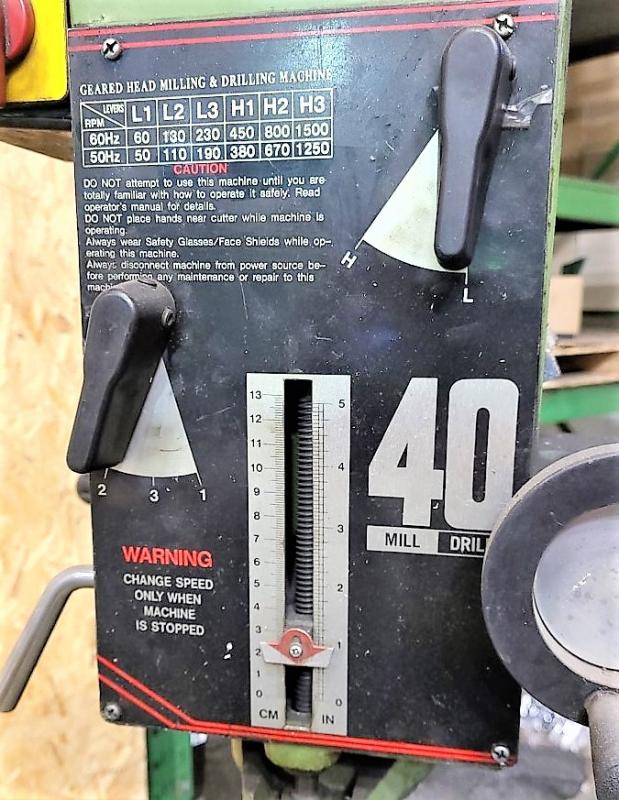 GEARED HEAD MILLING & DRILLING MACHINE
LEVERS RPM L1 L2 L3 H1 H2 H3
60Hz 60 130 230 450 800 1500
50Hz 50 110 190 380 670 1250
CAUTION
DO NOT attempt to use this machine until you are
totally familiar with how to operate it safely. Read
operator's manual for details.
DO NOT place hands near cutter while machine is
operating.
Always wear Safety Glasses/Face Shields while op-
erating this machine.
Always disconnect machine from power source be-
fore performing any maintenance or repair to this
H
L
2 3 1
13
12
11
10
9
8
7
6
5
4
3
2
1
0
CM
5
4
3
2
1
0
IN
40
MILL DRILL
WARNING
CHANGE SPEED
ONLY WHEN
MACHINE
IS STOPPED